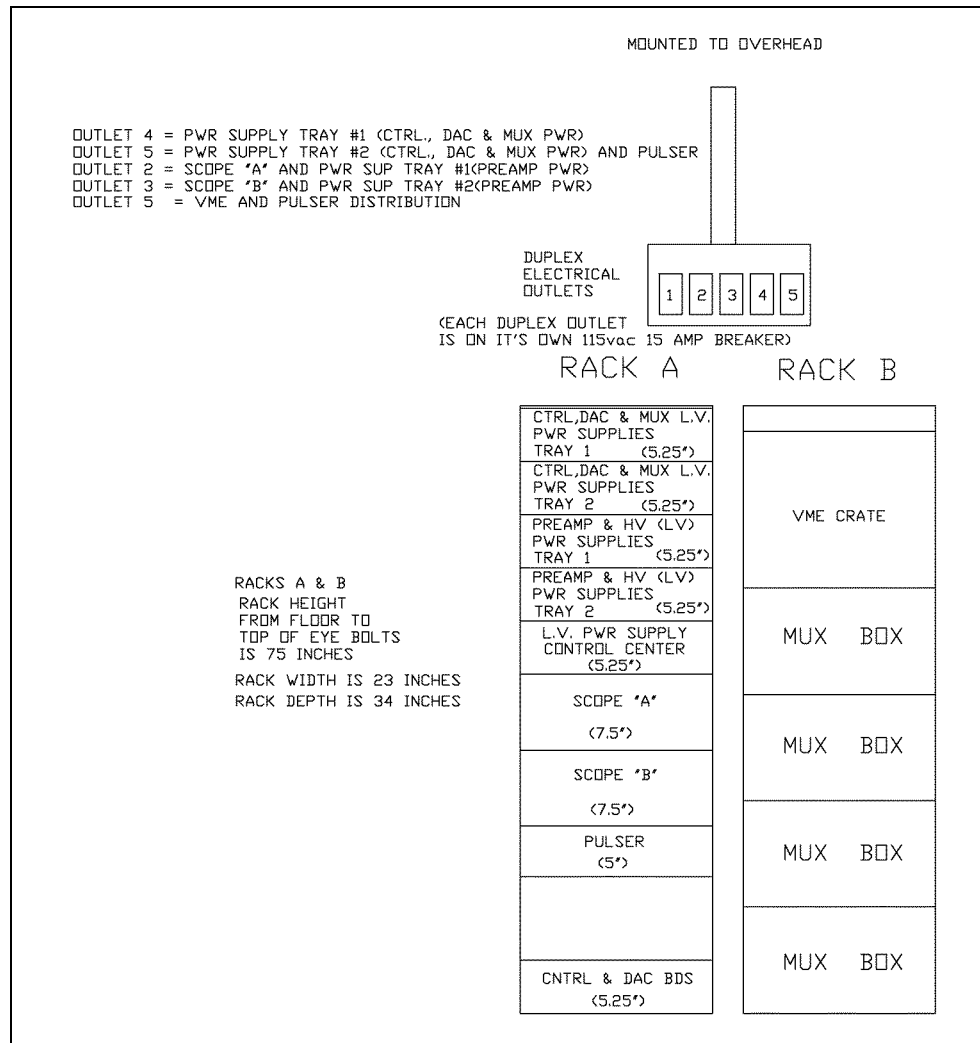 MOUNTED TO OVERHEAD
OUTLET 4 = PWR SUPPLY TRAY #1 (CTRL., DAC & MUX PWR)
OUTLET 5 = PWR SUPPLY TRAY #2 (CTRL., DAC & MUX PWR) AND PULSER
OUTLET 2 = SCOPE "A" AND PWR SUP TRAY #1(PREAMP PWR)
OUTLET 3 = SCOPE "B" AND PWR SUP TRAY #2(PREAMP PWR)
OUTLET 5 = VME AND PULSER DISTRIBUTION
DUPLEX
ELECTRICAL
OUTLETS
1 2 3 4 5
(EACH DUPLEX OUTLET
IS ON IT'S OWN 115vac 15 AMP BREAKER)
RACK A
RACK B
CTRL,DAC & MUX L.V.
PWR SUPPLIES
TRAY 1 (5.25")
CTRL,DAC & MUX L.V.
PWR SUPPLIES
TRAY 2 (5.25")
PREAMP & HV (LV)
PWR SUPPLIES
TRAY 1 (5.25")
PREAMP & HV (LV)
PWR SUPPLIES
TRAY 2 (5.25")
L.V. PWR SUPPLY
CONTROL CENTER
(5.25")
SCOPE "A"
(7.5")
SCOPE "B"
(7.5")
PULSER
(5")
CNTRL & DAC BDS
(5.25")
VME CRATE
MUX BOX
MUX BOX
MUX BOX
MUX BOX
RACKS A & B
RACK HEIGHT
FROM FLOOR TO
TOP OF EYE BOLTS
IS 75 INCHES
RACK WIDTH IS 23 INCHES
RACK DEPTH IS 34 INCHES